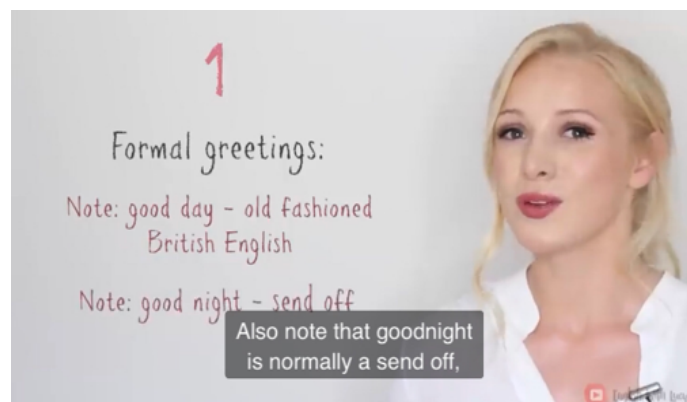 1
Formal greetings:
Note: good day - old fashioned
British English
Note: good night - send off
Also note that goodnight
is normally a send off,